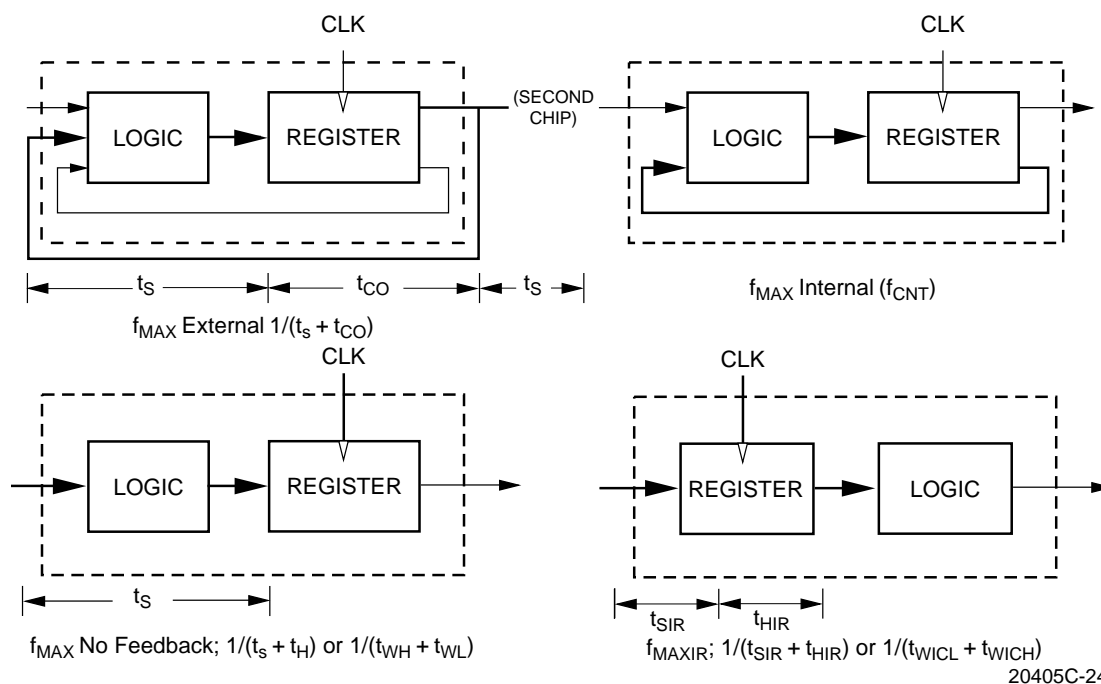 CLK
LOGIC
REGISTER
(SECOND
CHIP)
tS
tCO
tS
fMAX External 1/(ts + tCO)
CLK
LOGIC
REGISTER
fMAX Internal (fCNT)
CLK
LOGIC
REGISTER
tS
fMAX No Feedback; 1/(ts + tH) or 1/(tWH + tWL)
CLK
REGISTER
LOGIC
tSIR
tHIR
fMAXIR; 1/(tSIR + tHIR) or 1/(tWICL + tWICH)
20405C-24